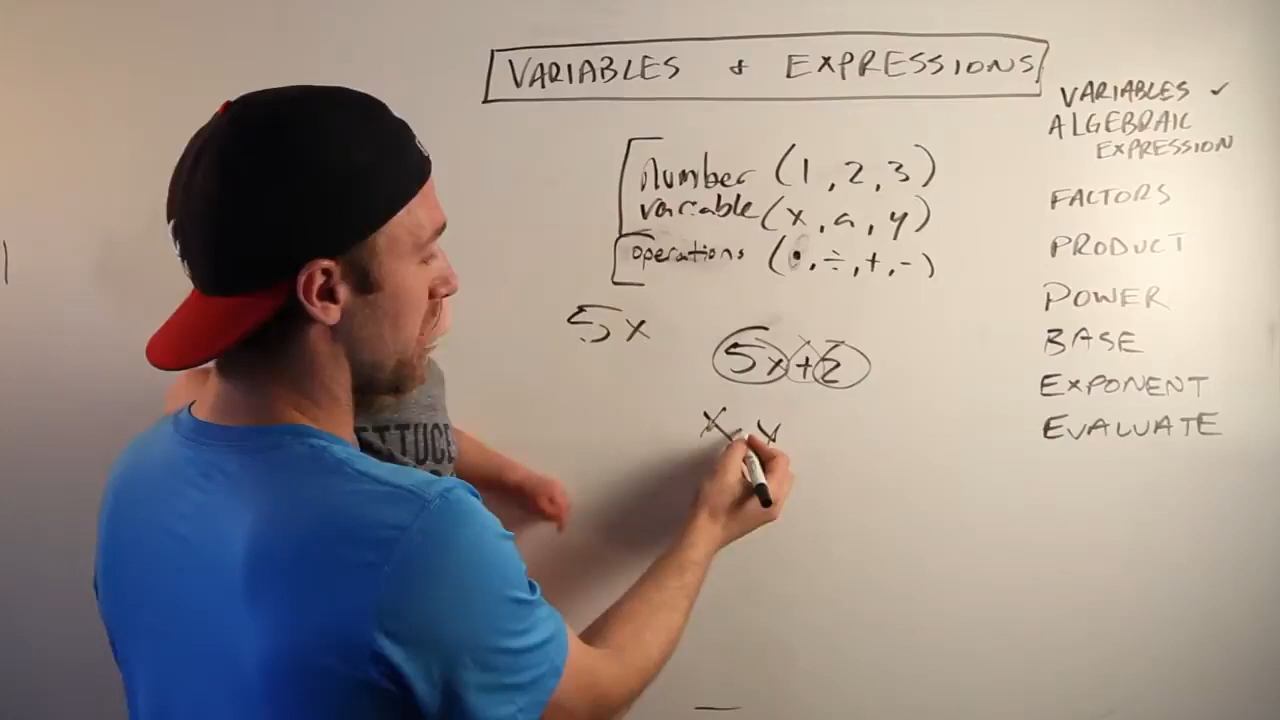 VARIABLES & EXPRESSIONS
number (1, 2, 3)
variable (x, a, y)
operations (•, ÷, +, -)
5x
5x+2
x
VARIABLES ✓
ALGEBRAIC
EXPRESSION
FACTORS
PRODUCT
POWER
BASE
EXPONENT
EVALUATE